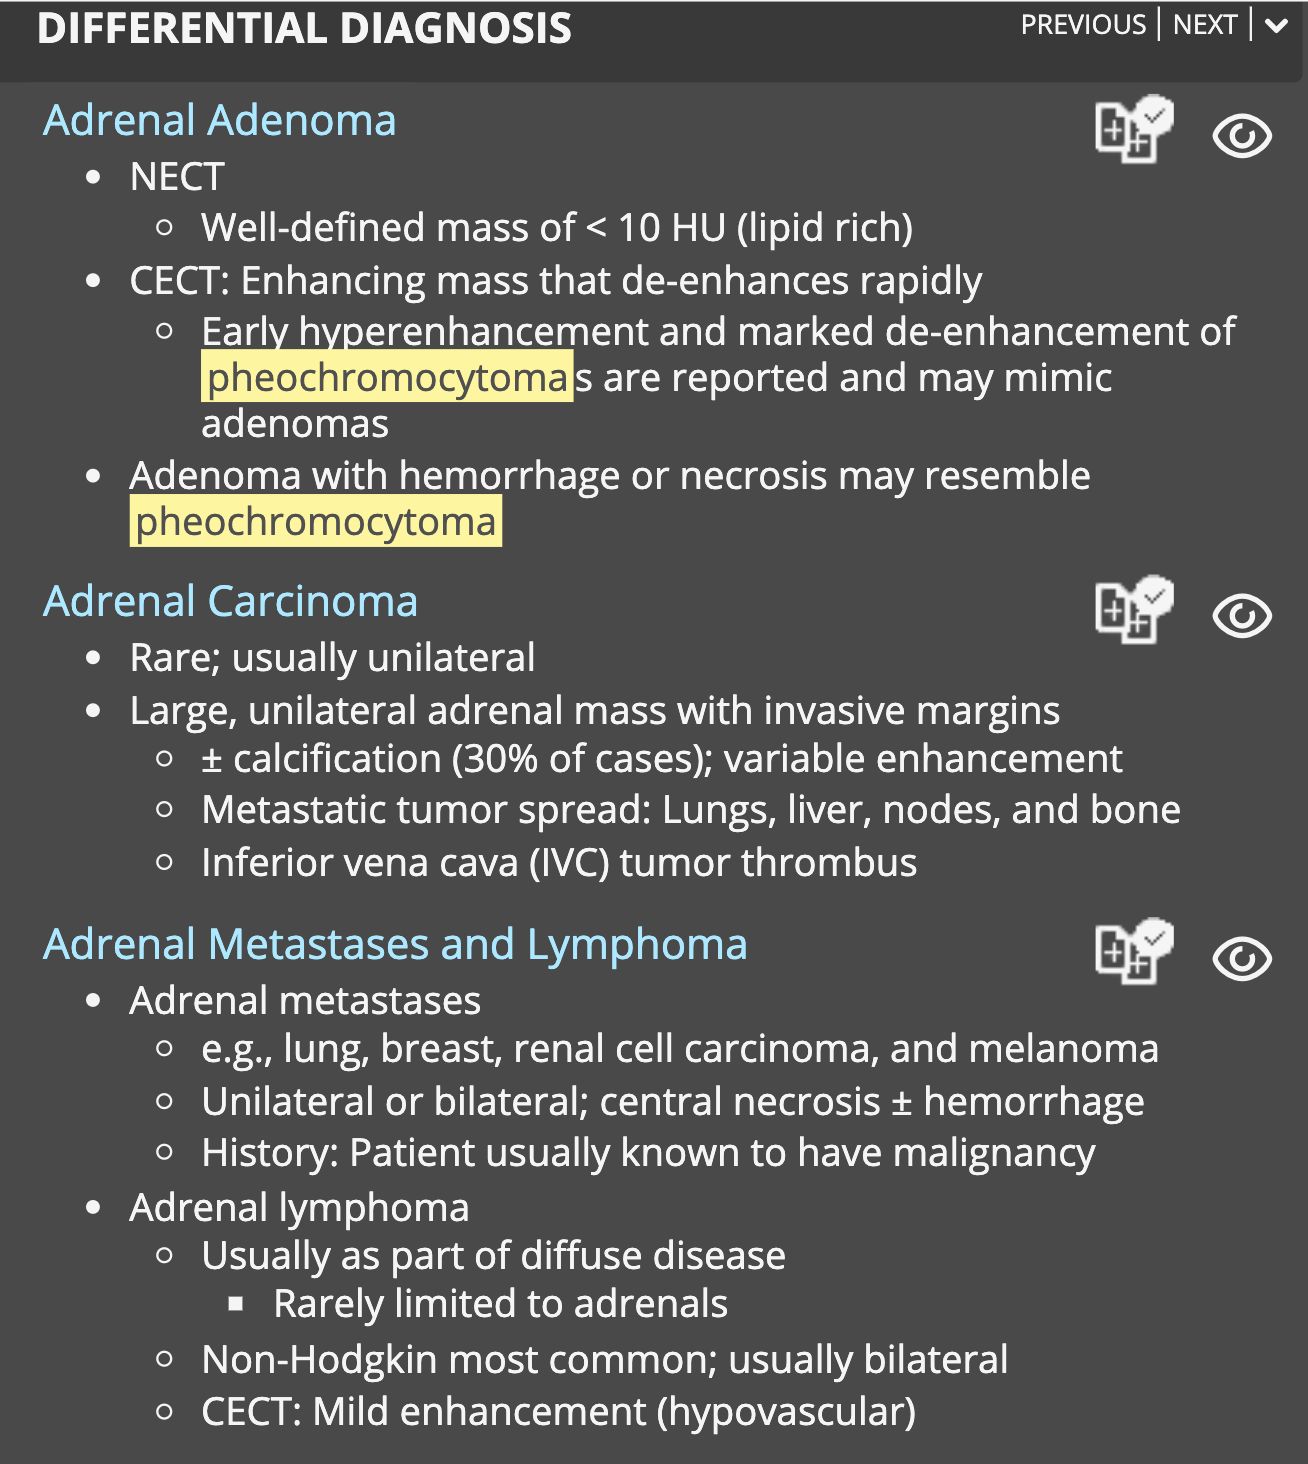 DIFFERENTIAL DIAGNOSIS
PREVIOUS | NEXT |
Adrenal Adenoma
• NECT
○ Well-defined mass of < 10 HU (lipid rich)
• CECT: Enhancing mass that de-enhances rapidly
○ Early hyperenhancement and marked de-enhancement of
pheochromocytomas are reported and may mimic
adenomas
• Adenoma with hemorrhage or necrosis may resemble
pheochromocytoma
Adrenal Carcinoma
• Rare; usually unilateral
• Large, unilateral adrenal mass with invasive margins
○ ± calcification (30% of cases); variable enhancement
○ Metastatic tumor spread: Lungs, liver, nodes, and bone
○ Inferior vena cava (IVC) tumor thrombus
Adrenal Metastases and Lymphoma
• Adrenal metastases
○ e.g., lung, breast, renal cell carcinoma, and melanoma
○ Unilateral or bilateral; central necrosis ± hemorrhage
○ History: Patient usually known to have malignancy
• Adrenal lymphoma
○ Usually as part of diffuse disease
▪ Rarely limited to adrenals
○ Non-Hodgkin most common; usually bilateral
○ CECT: Mild enhancement (hypovascular)